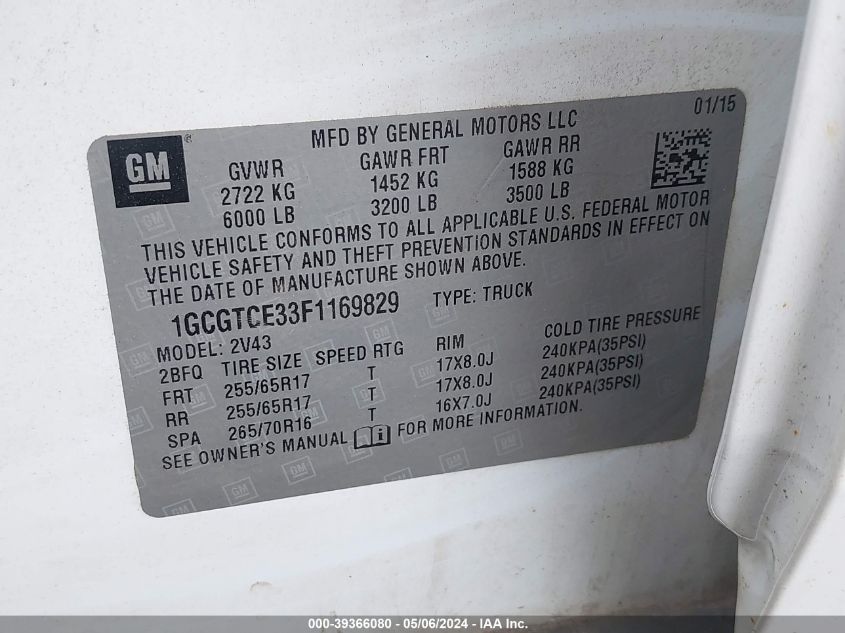 01/15
MFD BY GENERAL MOTORS LLC
GM ®
GVWR GAWR FRT GAWR RR
2722 KG 1452 KG 1588 KG
6000 LB 3200 LB 3500 LB
THIS VEHICLE CONFORMS TO ALL APPLICABLE U.S. FEDERAL MOTOR
VEHICLE SAFETY AND THEFT PREVENTION STANDARDS IN EFFECT ON
THE DATE OF MANUFACTURE SHOWN ABOVE.
1GCGTCE33F1169829 TYPE: TRUCK
MODEL: 2V43
2BFQ TIRE SIZE SPEED RTG RIM COLD TIRE PRESSURE
FRT 255/65R17 T 17X8.0J 240KPA(35PSI)
RR 255/65R17 T 17X8.0J 240KPA(35PSI)
SPA 265/70R16 T 16X7.0J 240KPA(35PSI)
SEE OWNER'S MANUAL FOR MORE INFORMATION.
000-39366080 - 05/06/2024 - IAA Inc.